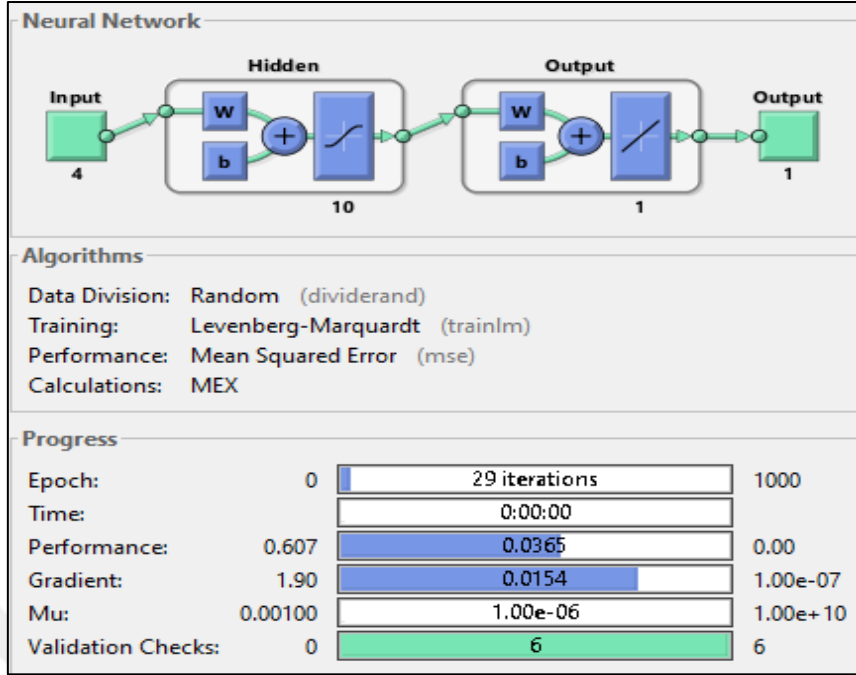 Neural Network
Hidden Output
Input Output
W W
+ +
b b
4 1
10 1
Algorithms
Data Division: Random (dividerand)
Training: Levenberg-Marquardt (trainlm)
Performance: Mean Squared Error (mse)
Calculations: MEX
Progress
Epoch: 0 29 iterations 1000
Time: 0:00:00
Performance: 0.607 0.0365 0.00
Gradient: 1.90 0.0154 1.00e-07
Mu: 0.00100 1.00e-06 1.00e+10
Validation Checks: 0 6 6